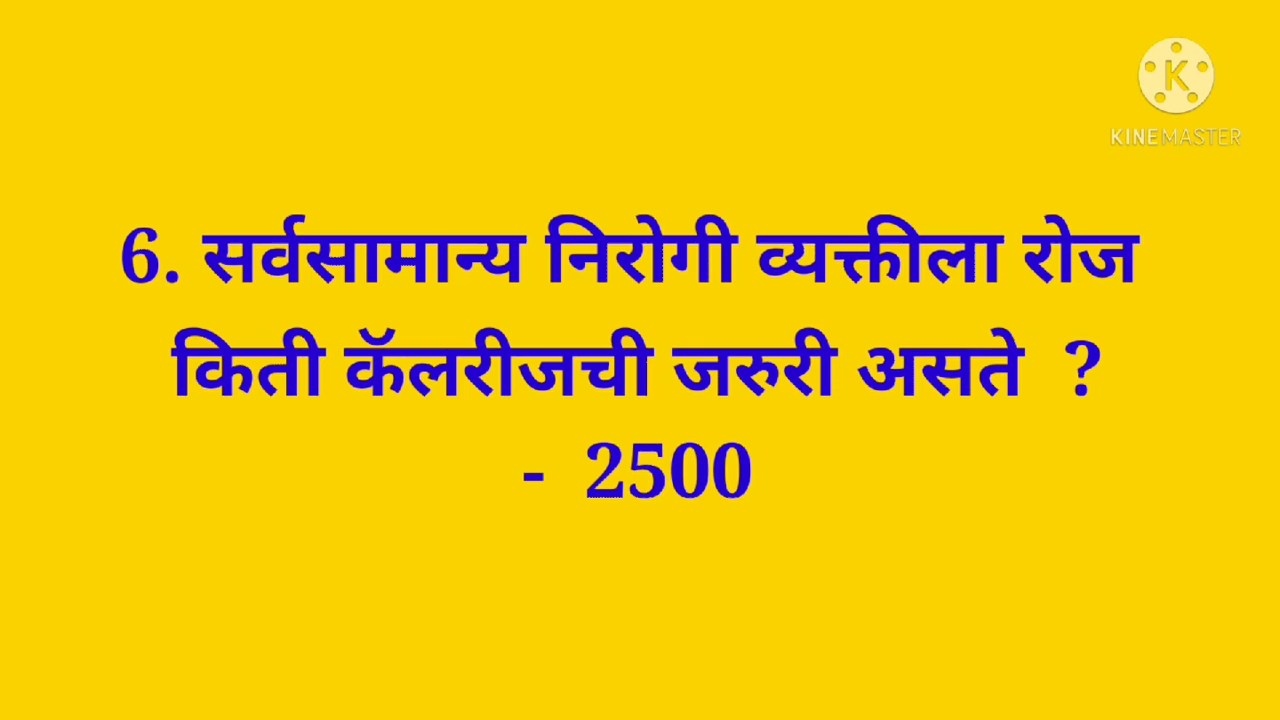 K
KINEMASTER
6. सर्वसामान्य निरोगी व्यक्तीला रोज
किती कॅलरीजची जरुरी असते ?
- 2500